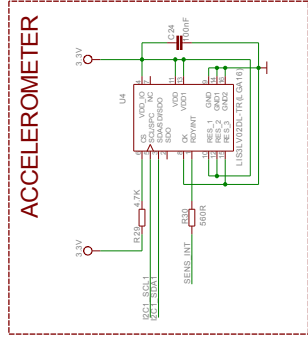 ACCELEROMETER
3.3V
3.3V
C24
100nF
U4
VDD_IO
NC
CS
SCL/SPC
SDA/SDI/SDO
SDO
CK
RDY/INT
VDD
VDD1
GND
GND1
GND2
RES_1
RES_2
RES_3
LIS3LV02DL-TR(LGA16)
R29
4.7K
R30
560R
I2C1_SCL1
I2C1_SDA1
SENS_INT